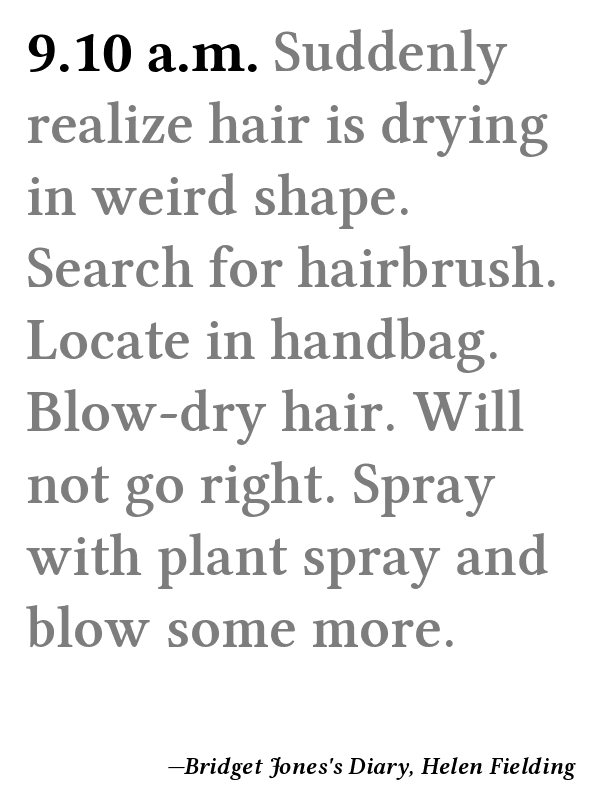 9.10 a.m. Suddenly
realize hair is drying
in weird shape.
Search for hairbrush.
Locate in handbag.
Blow-dry hair. Will
not go right. Spray
with plant spray and
blow some more.
—Bridget Jones's Diary, Helen Fielding